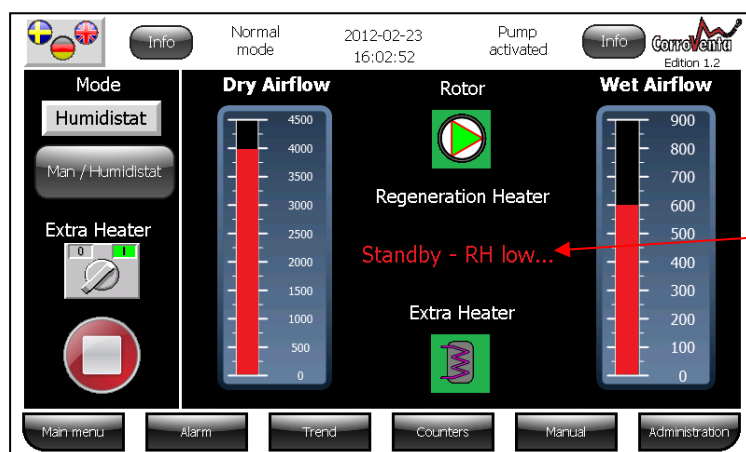 Info
Normal
mode
2012-02-23
16:02:52
Pump
activated
Info
CorroVenta
Edition 1.2
Mode
Humidistat
Man / Humidistat
Extra Heater
0 I
Dry Airflow
4500
4000
3500
3000
2500
2000
1500
1000
500
0
Rotor
Regeneration Heater
Standby - RH low...
Extra Heater
Wet Airflow
900
800
700
600
500
400
300
200
100
0
Main menu
Alarm
Trend
Counters
Manual
Administration